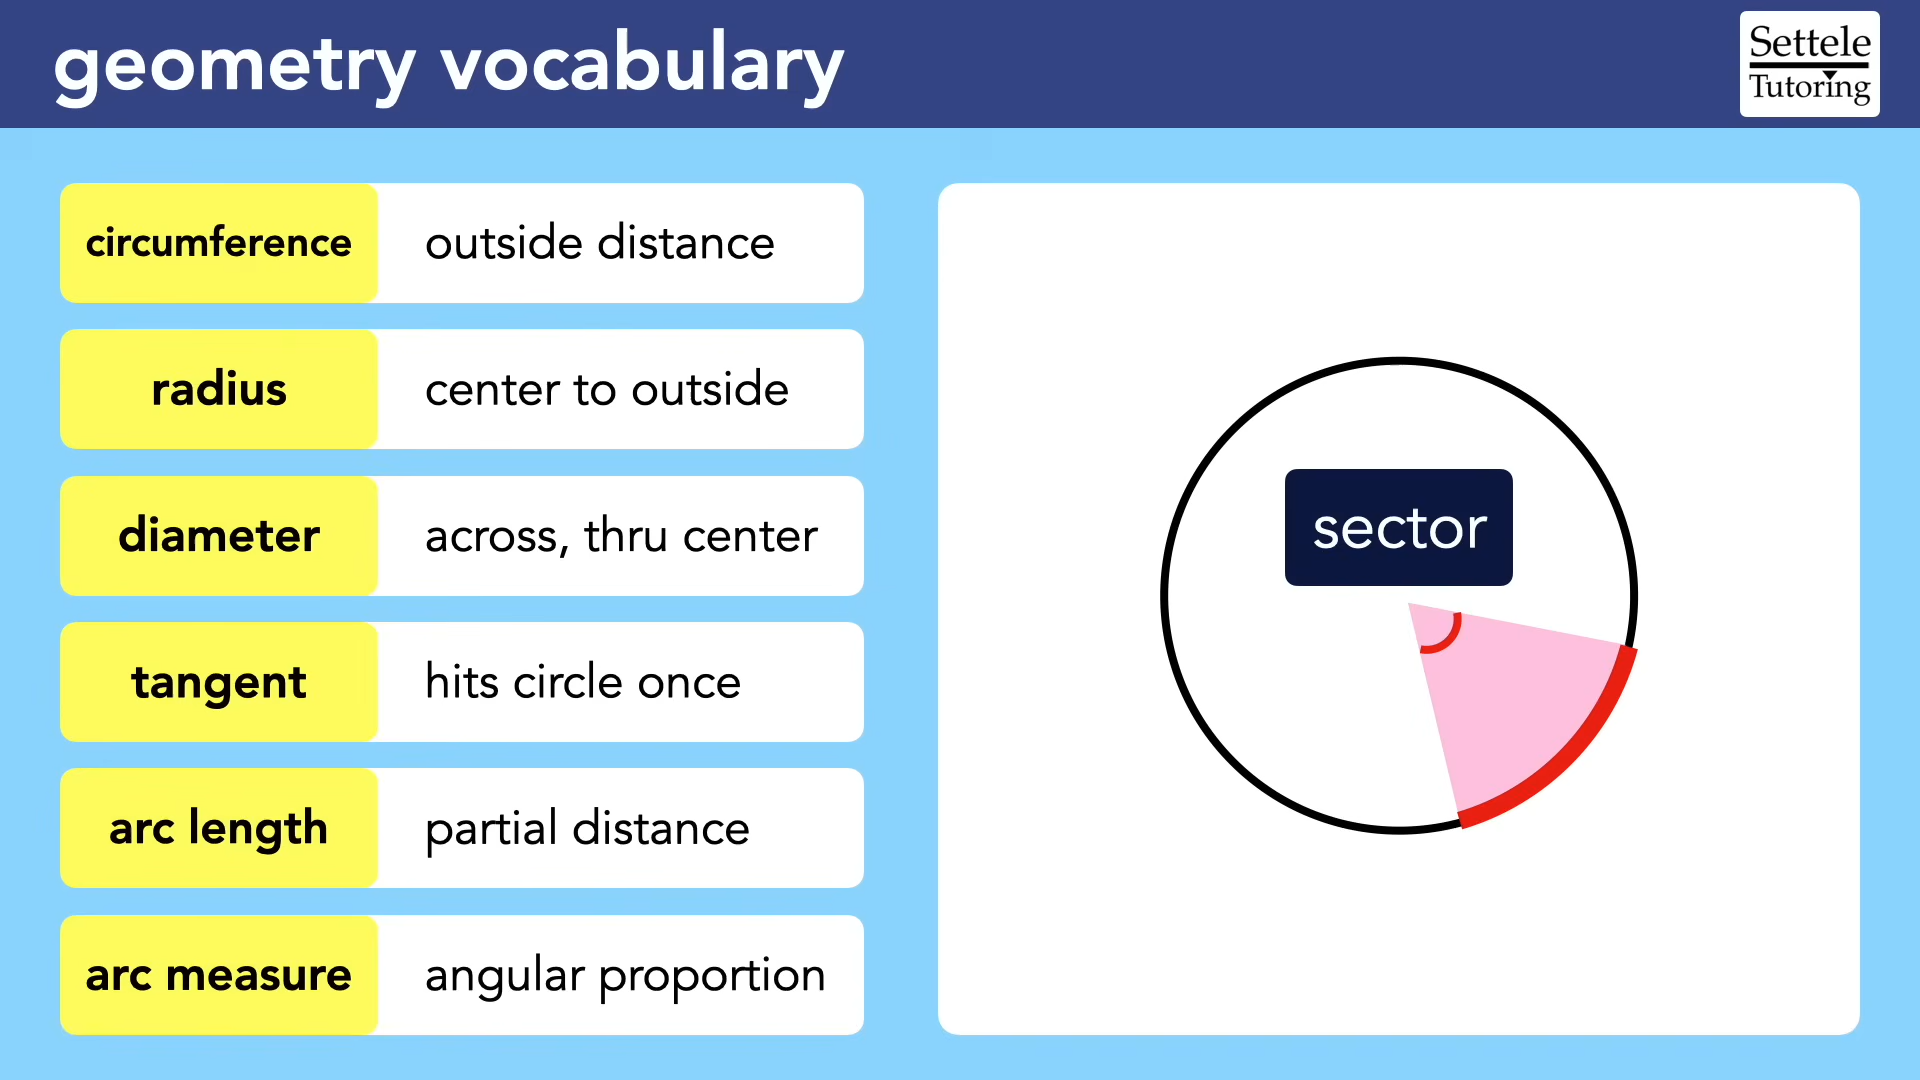 geometry vocabulary
Settele
Tutoring
circumference
outside distance
radius
center to outside
diameter
across, thru center
tangent
hits circle once
arc length
partial distance
arc measure
angular proportion
sector